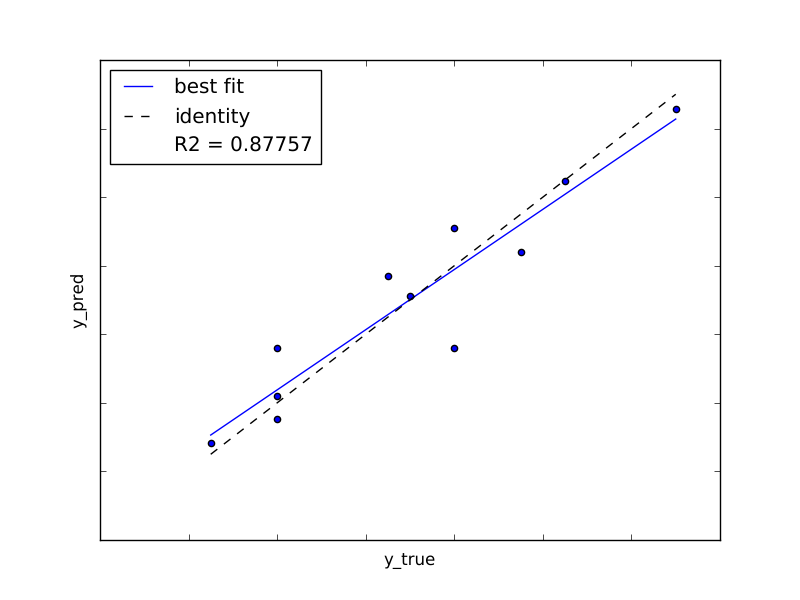 best fit
identity
R2 = 0.87757
y_pred
y_true